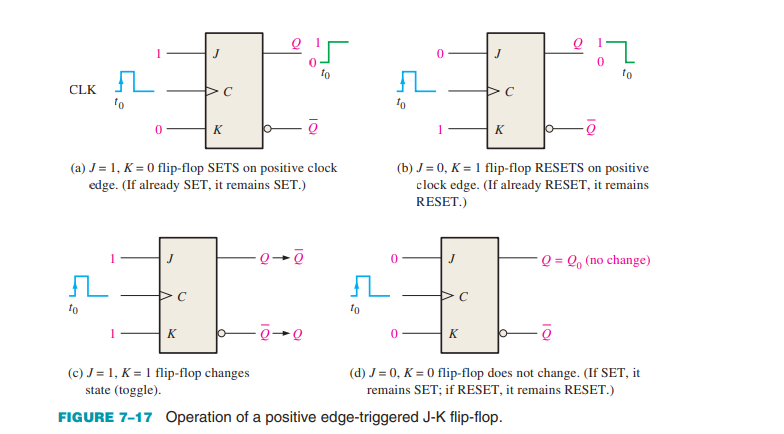 1 J Q 1
0
t0
CLK C
t0
0 K Q̅
(a) J = 1, K = 0 flip-flop SETS on positive clock
edge. (If already SET, it remains SET.)
0 J Q 1
0
t0
C
t0
1 K Q̅
(b) J = 0, K = 1 flip-flop RESETS on positive
clock edge. (If already RESET, it remains
RESET.)
1 J Q → Q̅
C
t0
1 K Q̅ → Q
(c) J = 1, K = 1 flip-flop changes
state (toggle).
0 J Q = Q0 (no change)
C
t0
0 K Q̅
(d) J = 0, K = 0 flip-flop does not change. (If SET, it
remains SET; if RESET, it remains RESET.)
FIGURE 7–17 Operation of a positive edge-triggered J-K flip-flop.